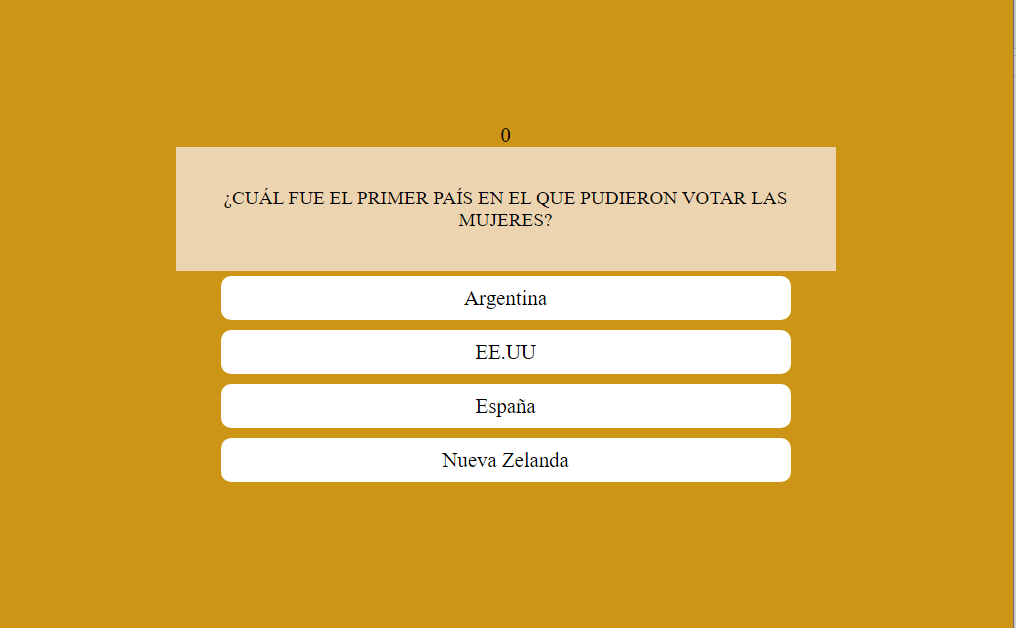 0
¿CUÁL FUE EL PRIMER PAÍS EN EL QUE PUDIERON VOTAR LAS
MUJERES?
Argentina
EE.UU
España
Nueva Zelanda